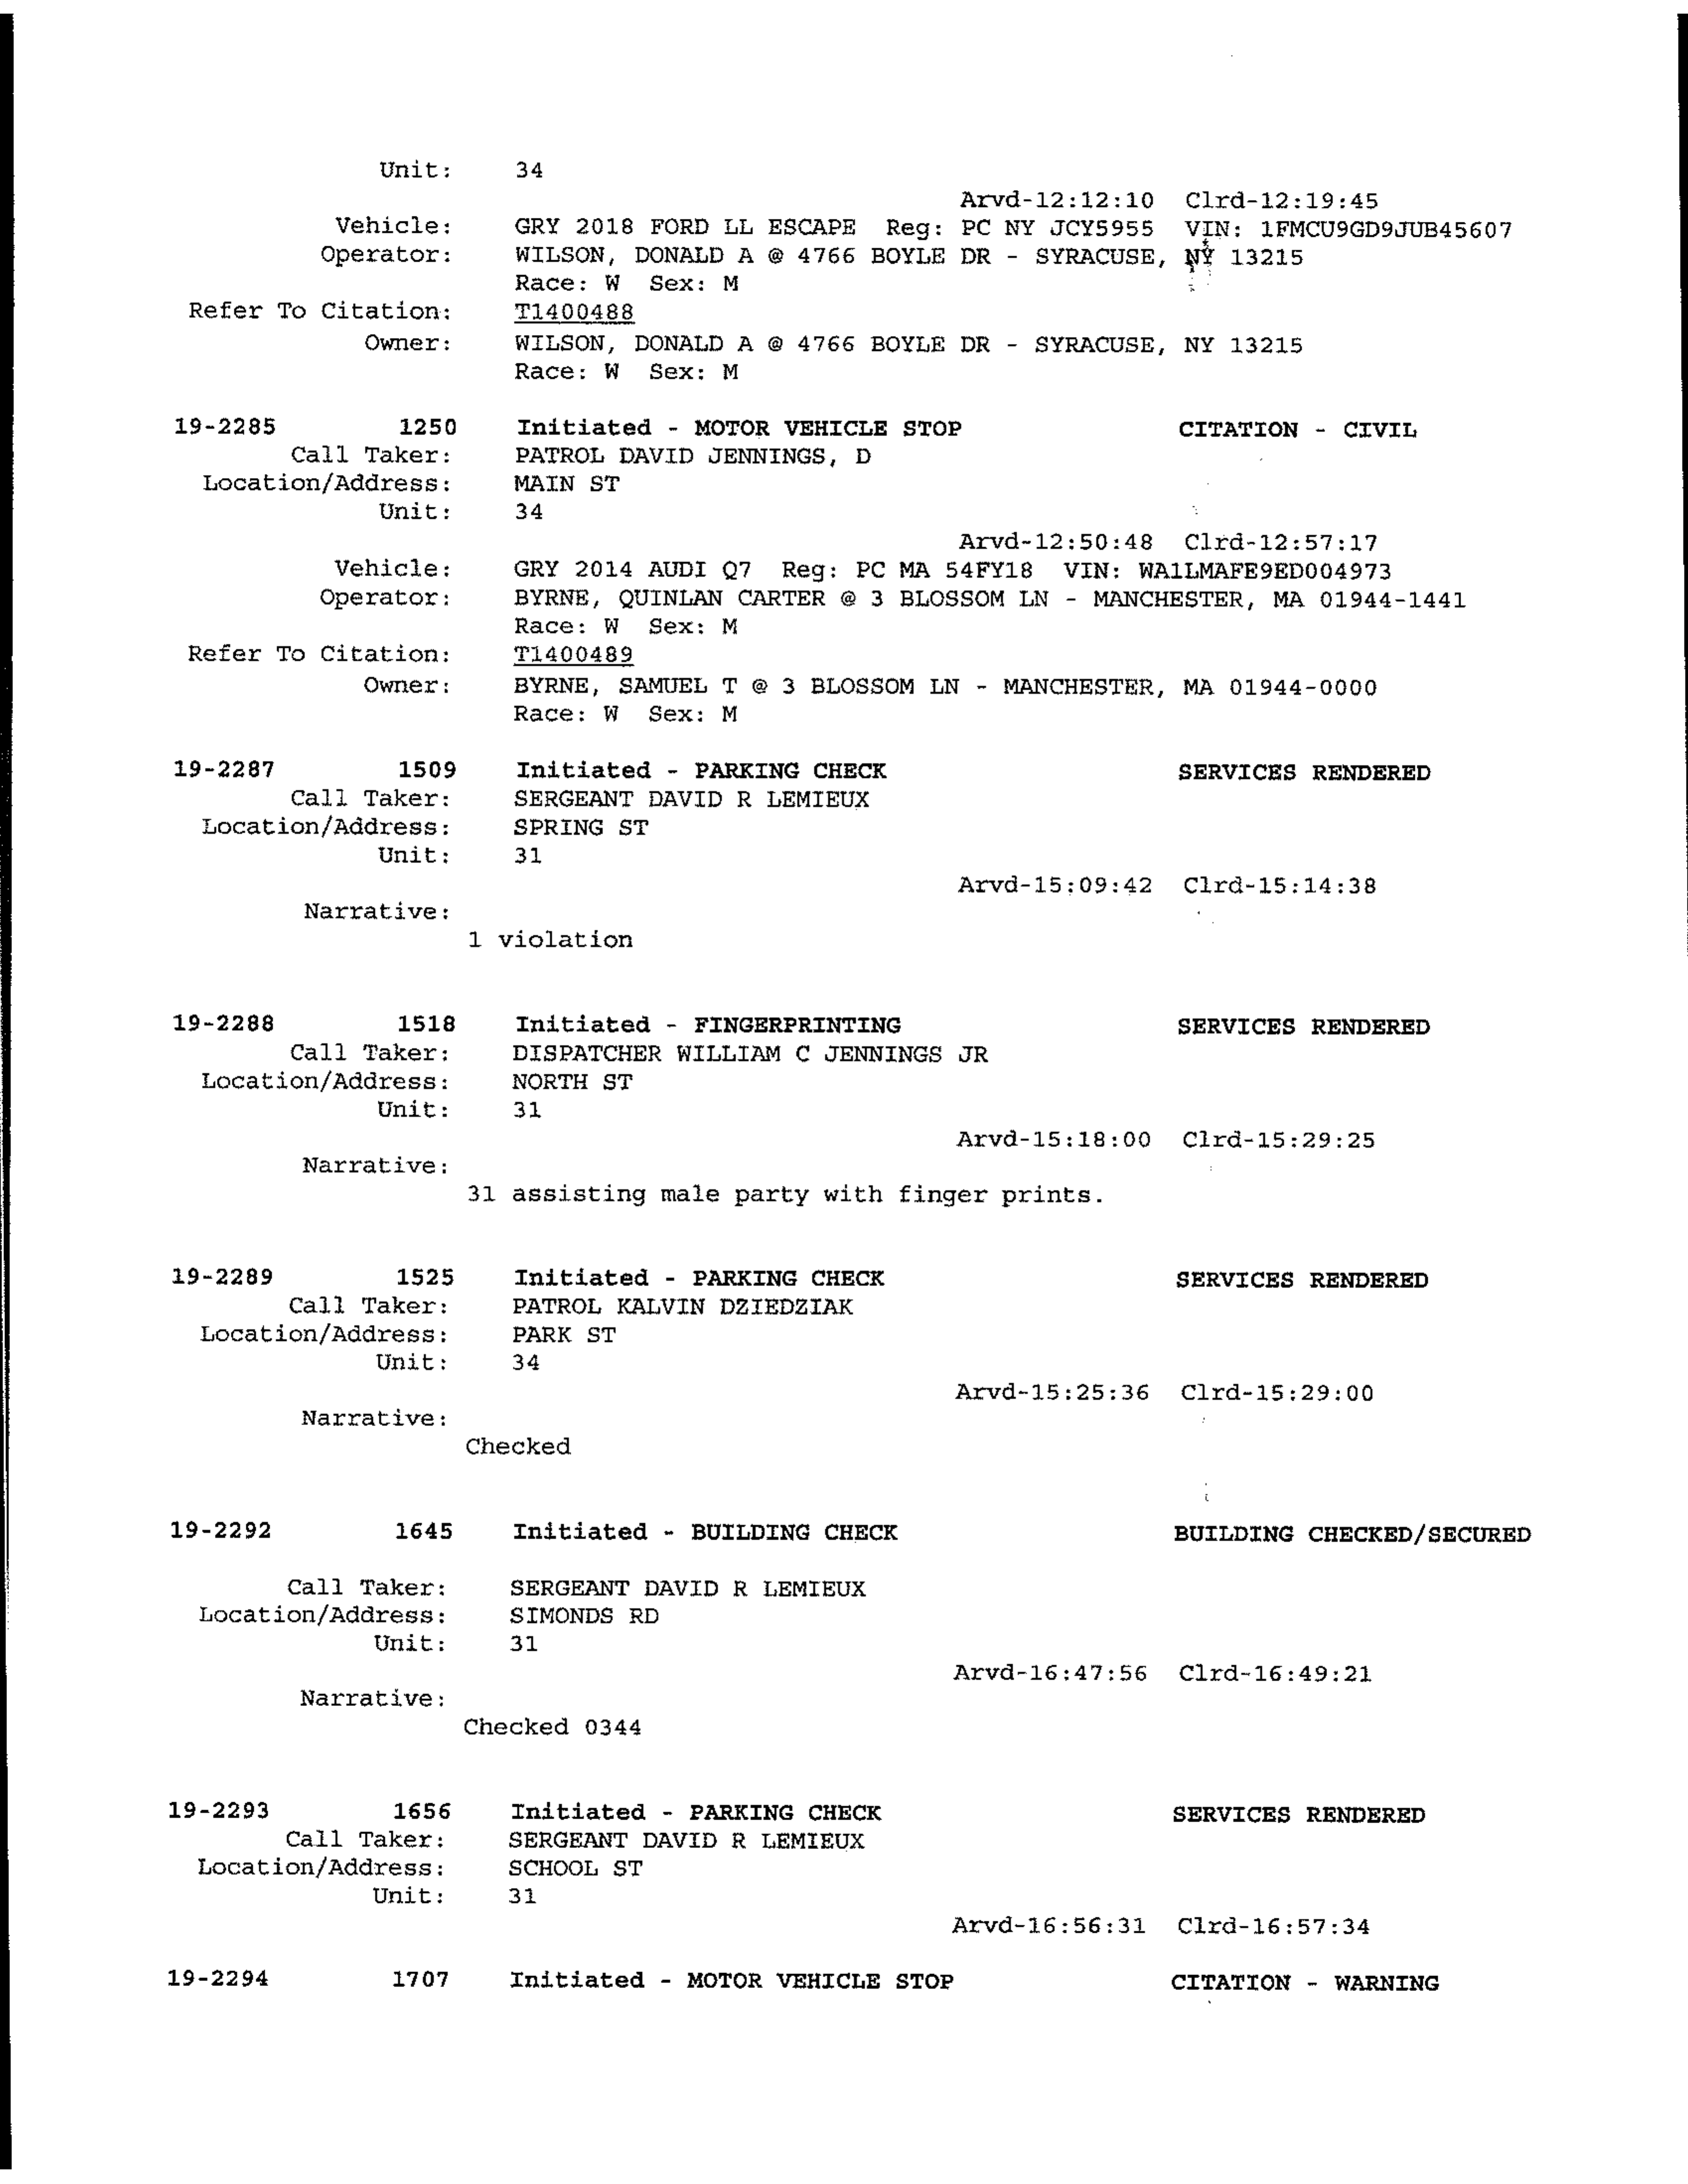 Unit: 34
Arvd-12:12:10 Clrd-12:19:45
Vehicle: GRY 2018 FORD LL ESCAPE Reg: PC NY JCY5955 VIN: 1FMCU9GD9JUB45607
Operator: WILSON, DONALD A @ 4766 BOYLE DR - SYRACUSE, NY 13215
Race: W Sex: M
Refer To Citation: T1400488
Owner: WILSON, DONALD A @ 4766 BOYLE DR - SYRACUSE, NY 13215
Race: W Sex: M
19-2285 1250 Initiated - MOTOR VEHICLE STOP CITATION - CIVIL
Call Taker: PATROL DAVID JENNINGS, D
Location/Address: MAIN ST
Unit: 34
Arvd-12:50:48 Clrd-12:57:17
Vehicle: GRY 2014 AUDI Q7 Reg: PC MA 54FY18 VIN: WA1LMAFE9ED004973
Operator: BYRNE, QUINLAN CARTER @ 3 BLOSSOM LN - MANCHESTER, MA 01944-1441
Race: W Sex: M
Refer To Citation: T1400489
Owner: BYRNE, SAMUEL T @ 3 BLOSSOM LN - MANCHESTER, MA 01944-0000
Race: W Sex: M
19-2287 1509 Initiated - PARKING CHECK SERVICES RENDERED
Call Taker: SERGEANT DAVID R LEMIEUX
Location/Address: SPRING ST
Unit: 31
Arvd-15:09:42 Clrd-15:14:38
Narrative:
1 violation
19-2288 1518 Initiated - FINGERPRINTING SERVICES RENDERED
Call Taker: DISPATCHER WILLIAM C JENNINGS JR
Location/Address: NORTH ST
Unit: 31
Arvd-15:18:00 Clrd-15:29:25
Narrative:
31 assisting male party with finger prints.
19-2289 1525 Initiated - PARKING CHECK SERVICES RENDERED
Call Taker: PATROL KALVIN DZIEDZIAK
Location/Address: PARK ST
Unit: 34
Arvd-15:25:36 Clrd-15:29:00
Narrative:
Checked
19-2292 1645 Initiated - BUILDING CHECK BUILDING CHECKED/SECURED
Call Taker: SERGEANT DAVID R LEMIEUX
Location/Address: SIMONDS RD
Unit: 31
Arvd-16:47:56 Clrd-16:49:21
Narrative:
Checked 0344
19-2293 1656 Initiated - PARKING CHECK SERVICES RENDERED
Call Taker: SERGEANT DAVID R LEMIEUX
Location/Address: SCHOOL ST
Unit: 31
Arvd-16:56:31 Clrd-16:57:34
19-2294 1707 Initiated - MOTOR VEHICLE STOP CITATION - WARNING